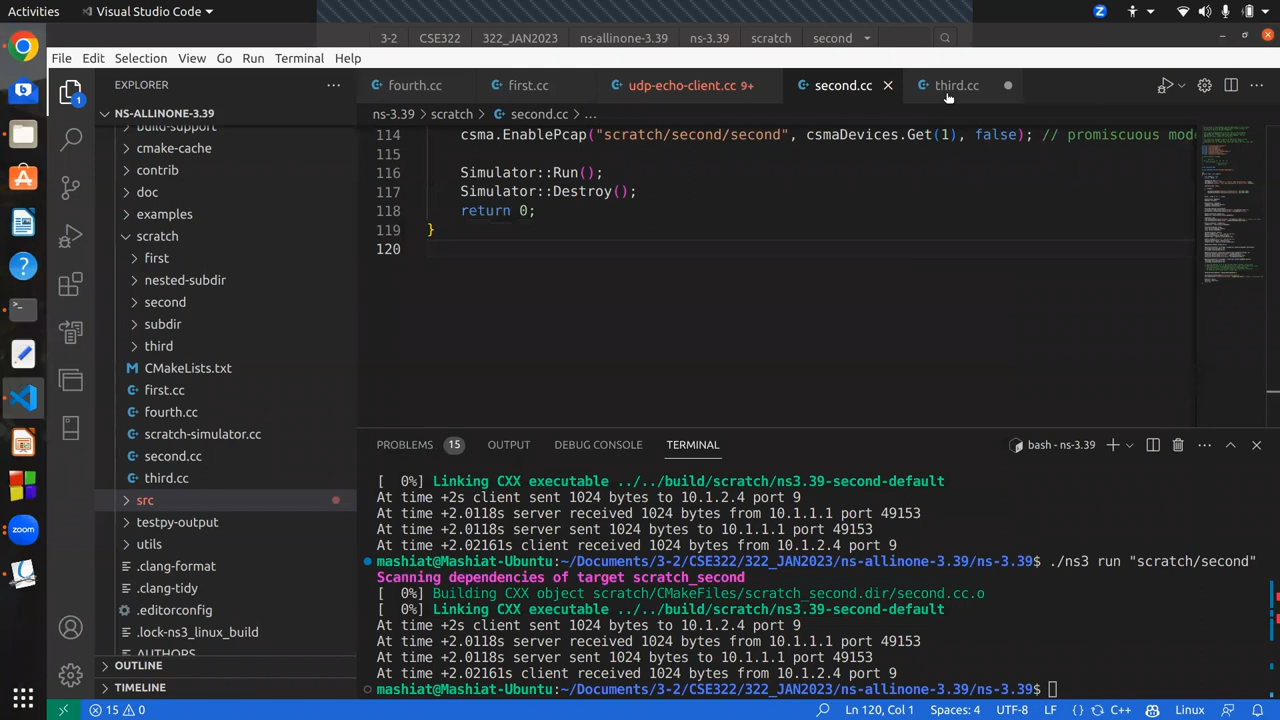 Activities
Visual Studio Code
3-2
CSE322
322_JAN2023
ns-allinone-3.39
ns-3.39
scratch
second
File Edit Selection View Go Run Terminal Help
EXPLORER
NS-ALLINONE-3.39
build-support
cmake-cache
contrib
doc
examples
scratch
first
nested-subdir
second
subdir
third
CMakeLists.txt
first.cc
fourth.cc
scratch-simulator.cc
second.cc
third.cc
src
testpy-output
utils
.clang-format
.clang-tidy
.editorconfig
.lock-ns3_linux_build
AUTHORS
OUTLINE
TIMELINE
1
zoom
fourth.cc
first.cc
udp-echo-client.cc 9+
second.cc
third.cc
ns-3.39 > scratch > second.cc > ...
114 csma.EnablePcap("scratch/second/second", csmaDevices.Get(1), false); // promiscuous mod
115
116 Simulator::Run();
117 Simulator::Destroy();
118 return 0;
119 }
120
PROBLEMS 15 OUTPUT DEBUG CONSOLE TERMINAL
bash - ns-3.39
[ 0%] Linking CXX executable ../../build/scratch/ns3.39-second-default
At time +2s client sent 1024 bytes to 10.1.2.4 port 9
At time +2.0118s server received 1024 bytes from 10.1.1.1 port 49153
At time +2.0118s server sent 1024 bytes to 10.1.1.1 port 49153
At time +2.02161s client received 1024 bytes from 10.1.2.4 port 9
mashiat@Mashiat-Ubuntu:~/Documents/3-2/CSE322/322_JAN2023/ns-allinone-3.39/ns-3.39$ ./ns3 run "scratch/second"
Scanning dependencies of target scratch_second
[ 0%] Building CXX object scratch/CMakeFiles/scratch_second.dir/second.cc.o
[ 0%] Linking CXX executable ../../build/scratch/ns3.39-second-default
At time +2s client sent 1024 bytes to 10.1.2.4 port 9
At time +2.0118s server received 1024 bytes from 10.1.1.1 port 49153
At time +2.0118s server sent 1024 bytes to 10.1.1.1 port 49153
At time +2.02161s client received 1024 bytes from 10.1.2.4 port 9
mashiat@Mashiat-Ubuntu:~/Documents/3-2/CSE322/322_JAN2023/ns-allinone-3.39/ns-3.39$
15 0
Ln 120, Col 1 Spaces: 4 UTF-8 LF {} C++ Linux